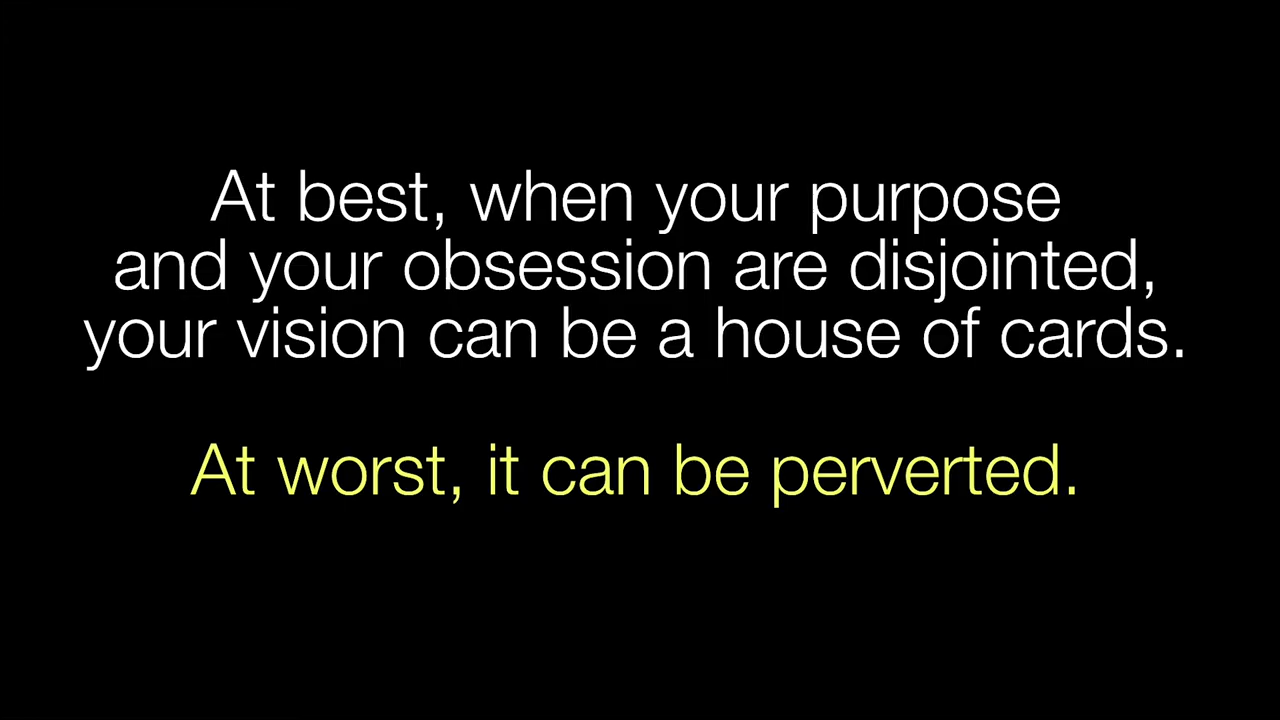 At best, when your purpose
and your obsession are disjointed,
your vision can be a house of cards.
At worst, it can be perverted.